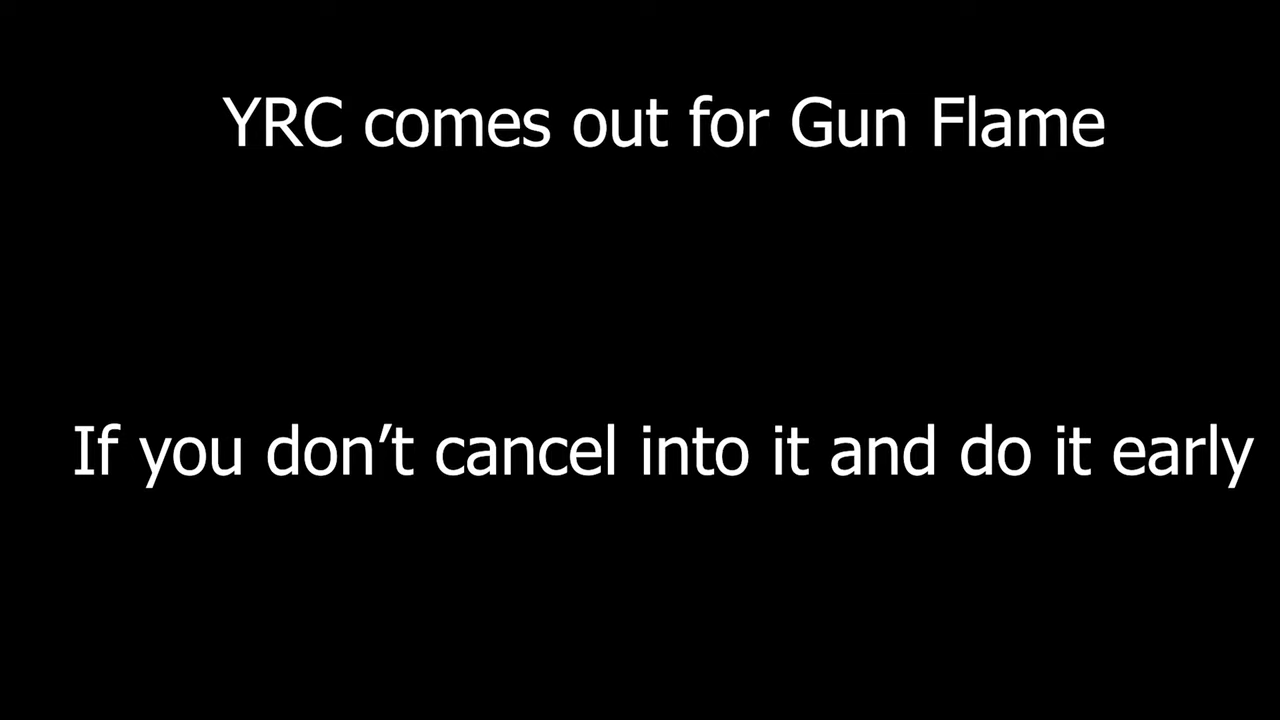 YRC comes out for Gun Flame
If you don’t cancel into it and do it early